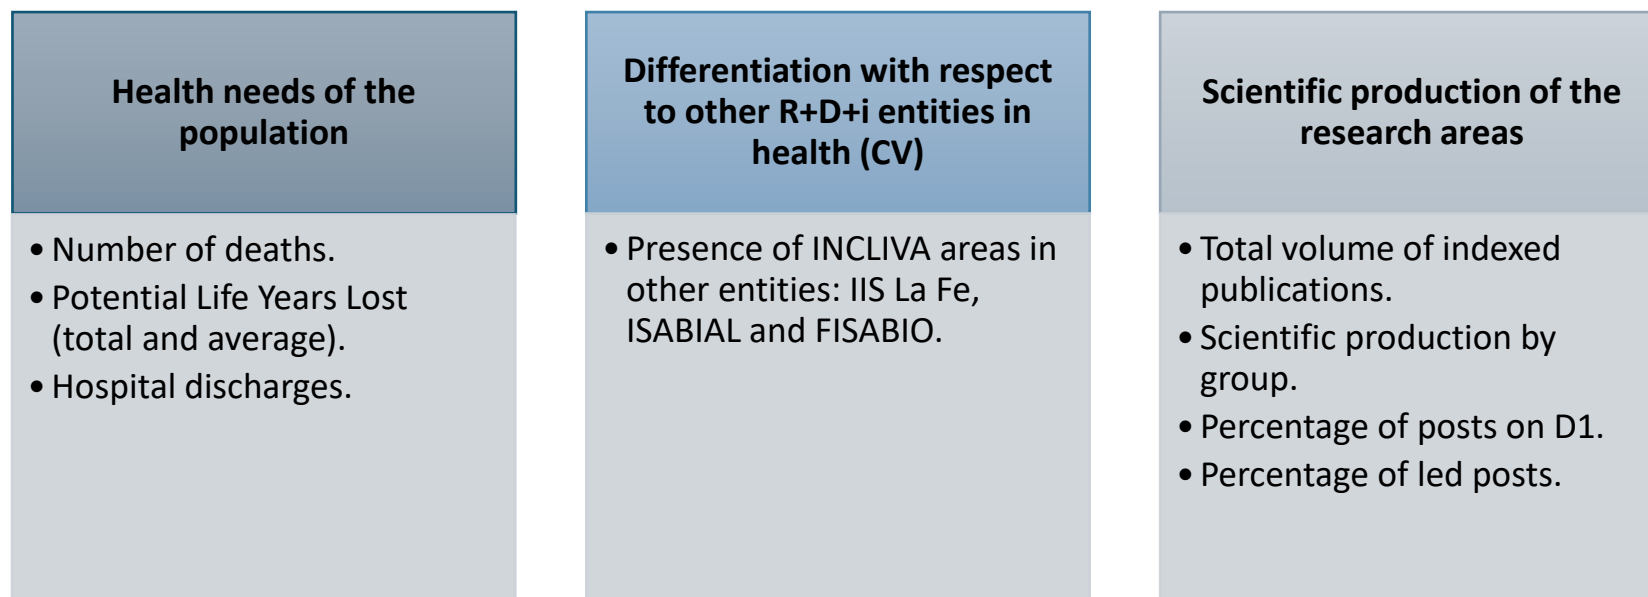 Health needs of the
population
• Number of deaths.
• Potential Life Years Lost
(total and average).
• Hospital discharges.
Differentiation with respect
to other R+D+i entities in
health (CV)
• Presence of INCLIVA areas in
other entities: IIS La Fe,
ISABIAL and FISABIO.
Scientific production of the
research areas
• Total volume of indexed
publications.
• Scientific production by
group.
• Percentage of posts on D1.
• Percentage of led posts.